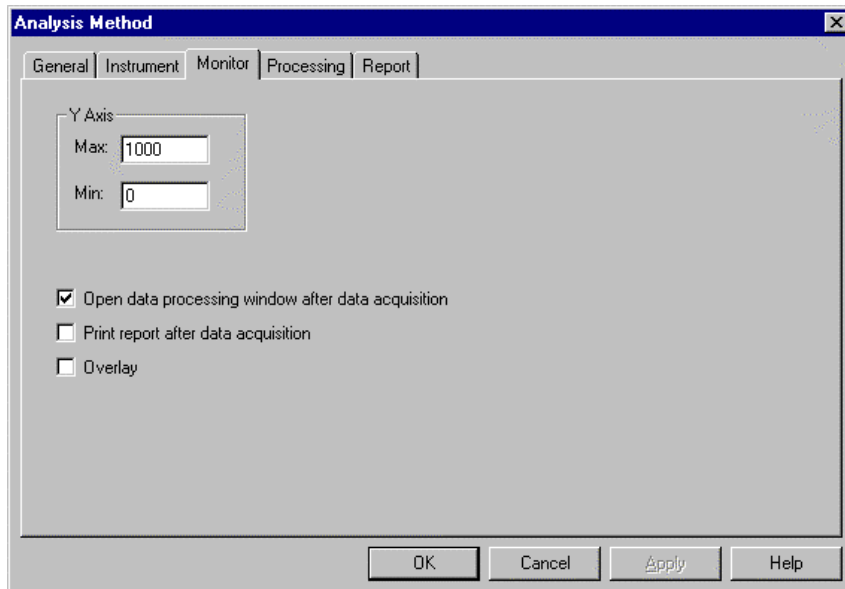 Analysis Method
General Instrument Monitor Processing Report
Y Axis
Max: 1000
Min: 0
Open data processing window after data acquisition
Print report after data acquisition
Overlay
OK Cancel Apply Help